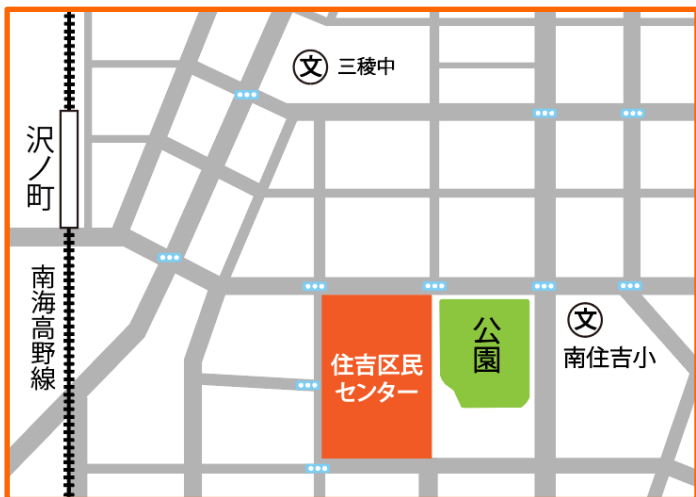 文 三稜中
沢ノ町
南海高野線
住吉区民
センター
公園
文
南住吉小